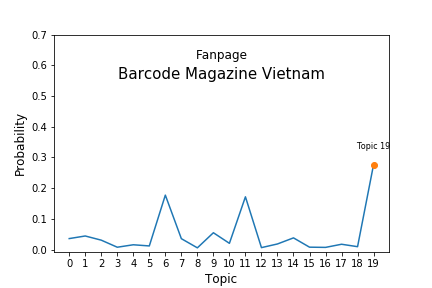 Fanpage
Barcode Magazine Vietnam
Topic 19
Probability
0.7
0.6
0.5
0.4
0.3
0.2
0.1
0.0
0 1 2 3 4 5 6 7 8 9 10 11 12 13 14 15 16 17 18 19
Topic